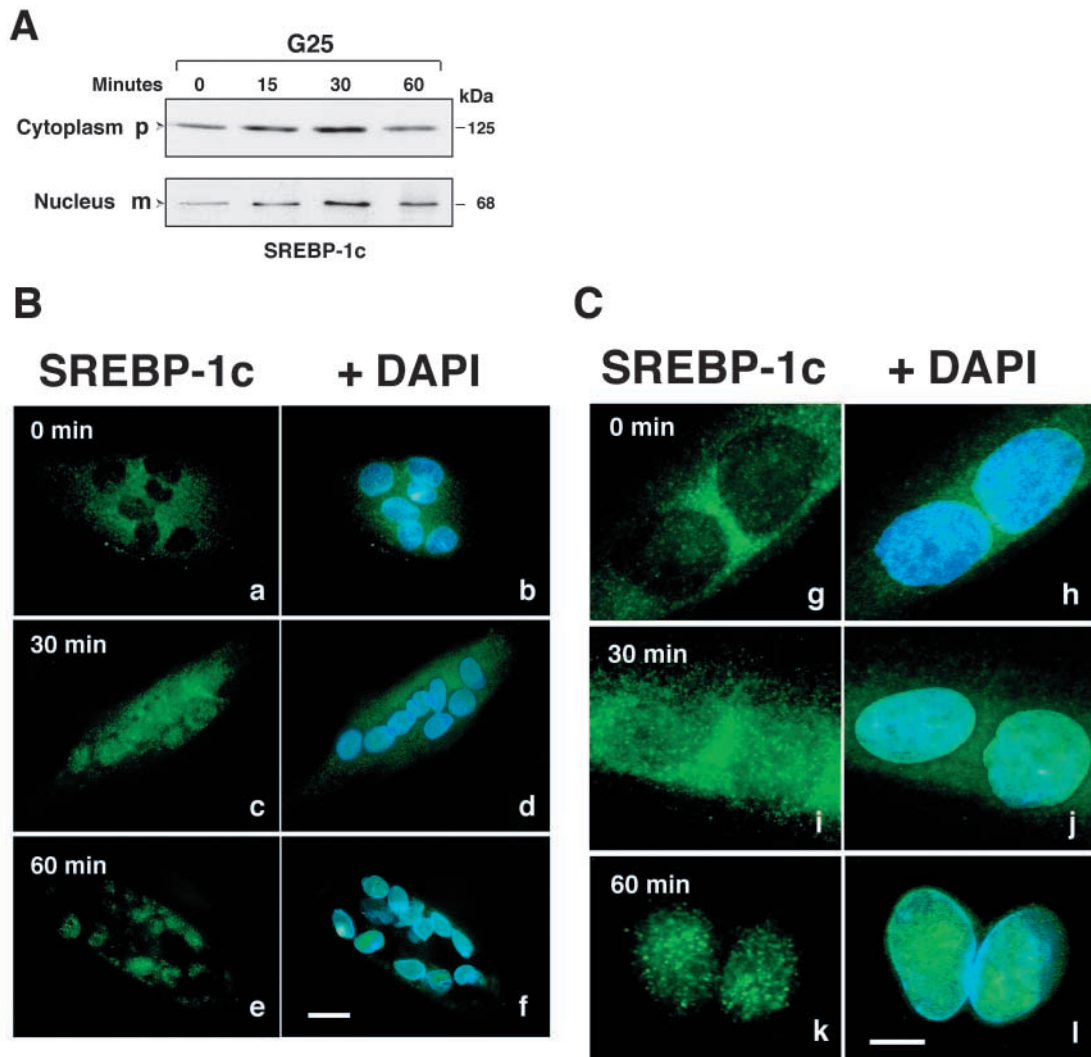 A
G25
Minutes 0 15 30 60 kDa
Cytoplasm p 125
Nucleus m 68
SREBP-1c
B
SREBP-1c + DAPI
0 min
a b
30 min
c d
60 min
e f
C
SREBP-1c + DAPI
0 min
g h
30 min
i j
60 min
k l